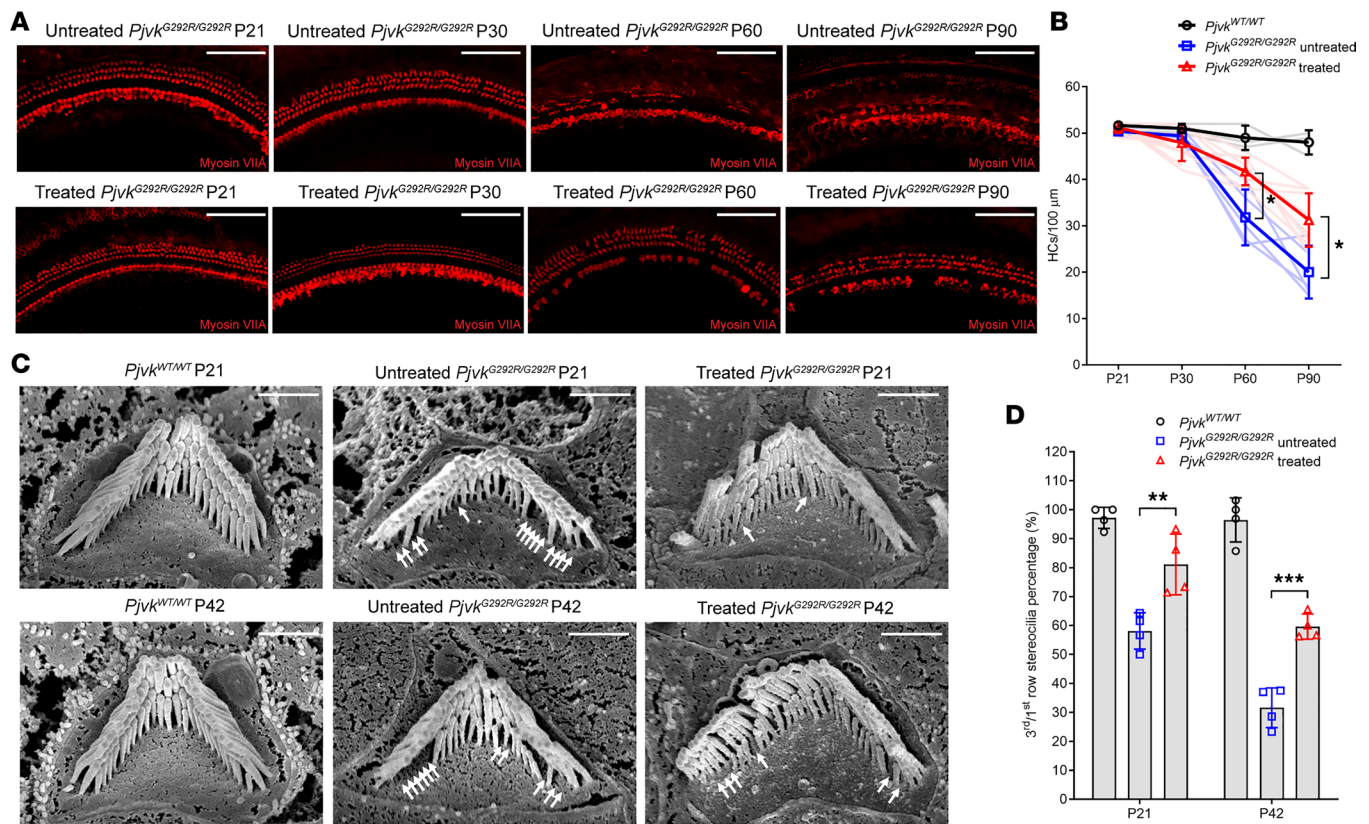 A
Untreated Pjvk^G292R/G292R P21
Untreated Pjvk^G292R/G292R P30
Untreated Pjvk^G292R/G292R P60
Untreated Pjvk^G292R/G292R P90
Myosin VIIA
Myosin VIIA
Myosin VIIA
Myosin VIIA
Treated Pjvk^G292R/G292R P21
Treated Pjvk^G292R/G292R P30
Treated Pjvk^G292R/G292R P60
Treated Pjvk^G292R/G292R P90
Myosin VIIA
Myosin VIIA
Myosin VIIA
Myosin VIIA
B
Pjvk^WT/WT
Pjvk^G292R/G292R untreated
Pjvk^G292R/G292R treated
HCs/100 μm
60
50
40
30
20
10
0
*
*
P21
P30
P60
P90
C
Pjvk^WT/WT P21
Untreated Pjvk^G292R/G292R P21
Treated Pjvk^G292R/G292R P21
Pjvk^WT/WT P42
Untreated Pjvk^G292R/G292R P42
Treated Pjvk^G292R/G292R P42
D
Pjvk^WT/WT
Pjvk^G292R/G292R untreated
Pjvk^G292R/G292R treated
3rd/1st row stereocilia percentage (%)
120
110
100
90
80
70
60
50
40
30
20
10
0
**
***
P21
P42